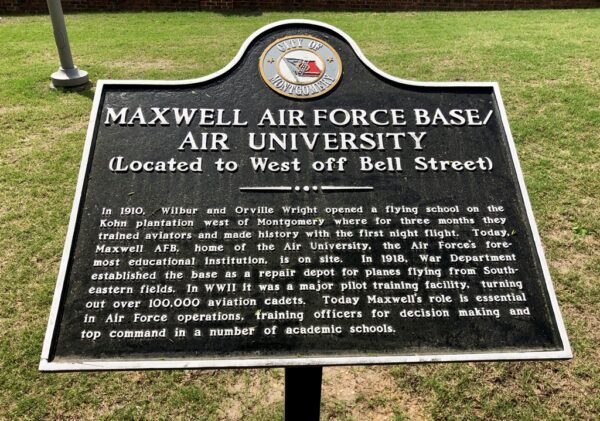 CITY OF
MONTGOMERY
MAXWELL AIR FORCE BASE/
AIR UNIVERSITY
(Located to West off Bell Street)
In 1910, Wilbur and Orville Wright opened a flying school on the
Kohn plantation west of Montgomery where for three months they
trained aviators and made history with the first night flight. Today,
Maxwell AFB, home of the Air University, the Air Force's fore-
most educational Institution, is on site. In 1918, War Department
established the base as a repair depot for planes flying from South-
eastern fields. In WWII it was a major pilot training facility, turning
out over 100,000 aviation cadets. Today Maxwell's role is essential
in Air Force operations, training officers for decision making and
top command in a number of academic schools.